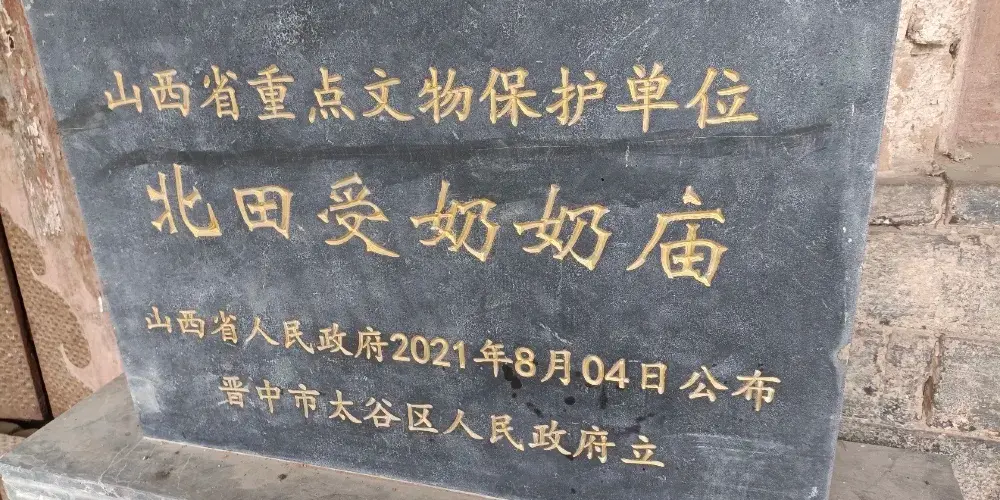 山西省重点文物保护单位
北田受奶奶庙
山西省人民政府2021年8月04日公布
晋中市太谷区人民政府立